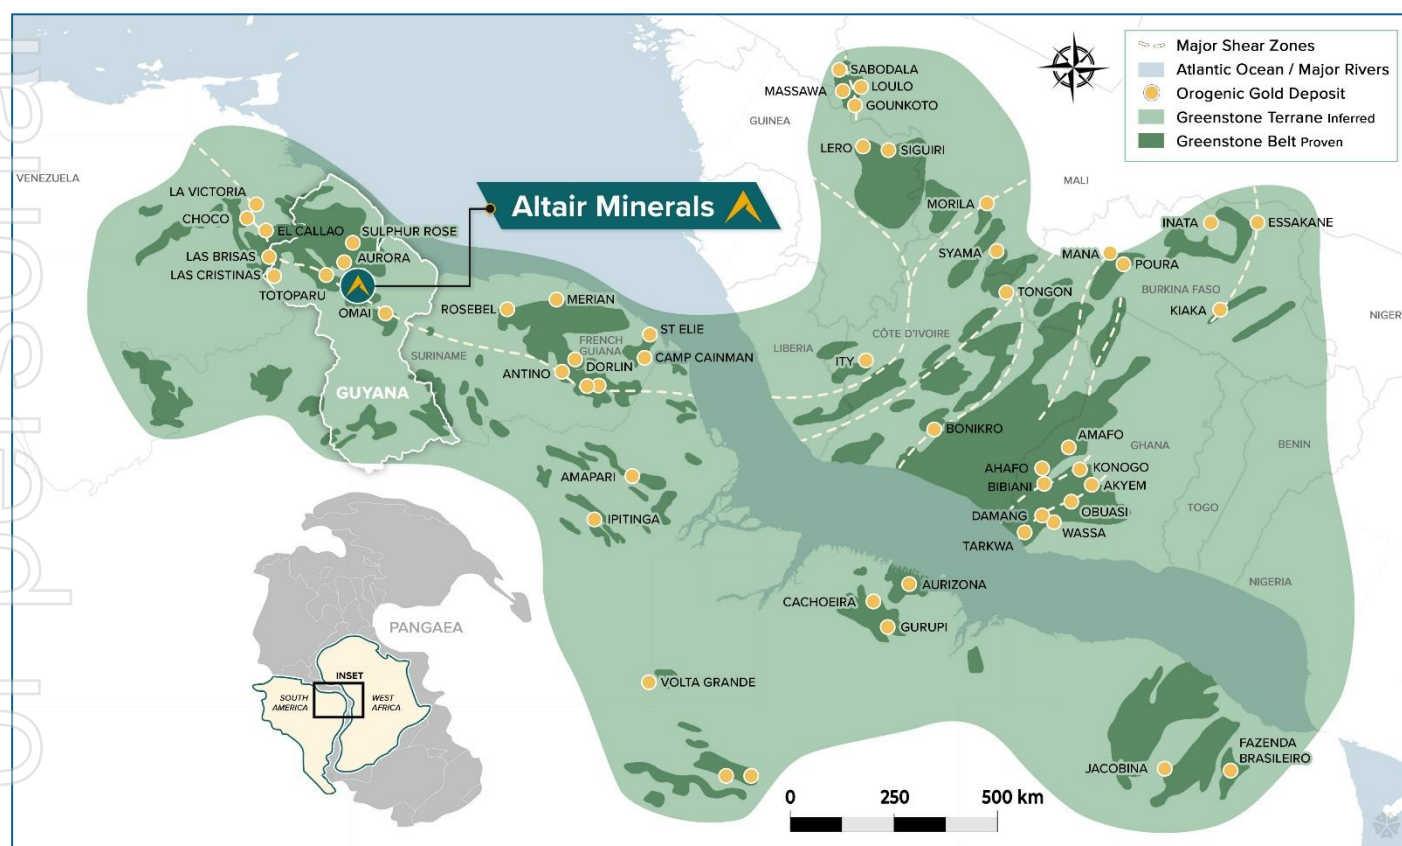 Major Shear Zones
Atlantic Ocean / Major Rivers
Orogenic Gold Deposit
Greenstone Terrane Inferred
Greenstone Belt Proven
SABODALA
LOULO
MASSAWA
GOUNKOTO
GUINEA
LERO
SIGUIRI
VENEZUELA
MALI
LA VICTORIA
CHOCO
EL CALLAO
SULPHUR ROSE
Altair Minerals
MORILA
INATA
ESSAKANE
LAS BRISAS
AURORA
LAS CRISTINAS
TOTOPARU
OMAI
SYAMA
MANA
POURA
TONGON
BURKINA FASO
KIAKA
NIGER
ROSEBEL
MERIAN
ST ELIE
FRENCH
GUIANA
CAMP CAINMAN
SURINAME
DORLIN
ANTINO
LIBERIA
CÔTE D'IVOIRE
ITY
GUYANA
BONIKRO
AMAFO
GHANA
BENIN
AHAFO
KONOGO
BIBIANI
AKYEM
AMAPARI
OBUASI
DAMANG
WASSA
TARKWA
TOGO
IPITINGA
NIGERIA
AURIZONA
CACHOEIRA
GURUPI
PANGAEA
INSET
SOUTH
AMERICA
WEST
AFRICA
VOLTA GRANDE
JACOBINA
FAZENDA
BRASILEIRO
0 250 500 km
or personal